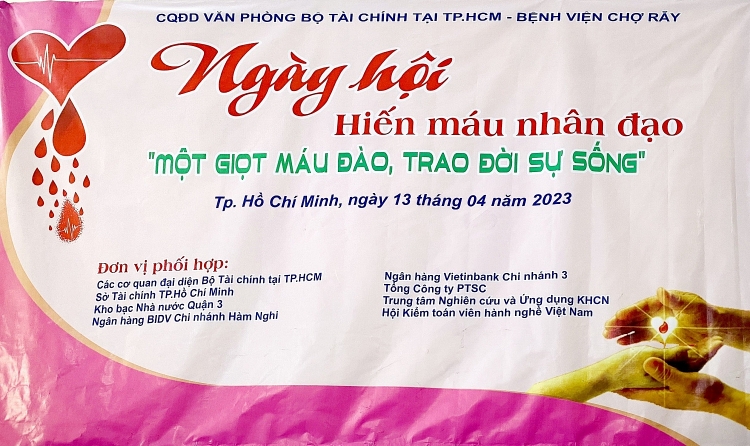 CQĐD VĂN PHÒNG BỘ TÀI CHÍNH TẠI TP.HCM - BỆNH VIỆN CHỢ RẪY
Ngày hội
Hiến máu nhân đạo
"MỘT GIỌT MÁU ĐÀO, TRAO ĐỜI SỰ SỐNG"
Tp. Hồ Chí Minh, ngày 13 tháng 04 năm 2023
Đơn vị phối hợp:
Các cơ quan đại diện Bộ Tài chính tại TP.HCM
Sở Tài chính TP.Hồ Chí Minh
Kho bạc Nhà nước Quận 3
Ngân hàng BIDV Chi nhánh Hàm Nghi
Ngân hàng Vietinbank Chi nhánh 3
Tổng Công ty PTSC
Trung tâm Nghiên cứu và Ứng dụng KHCN
Hội Kiểm toán viên hành nghề Việt Nam